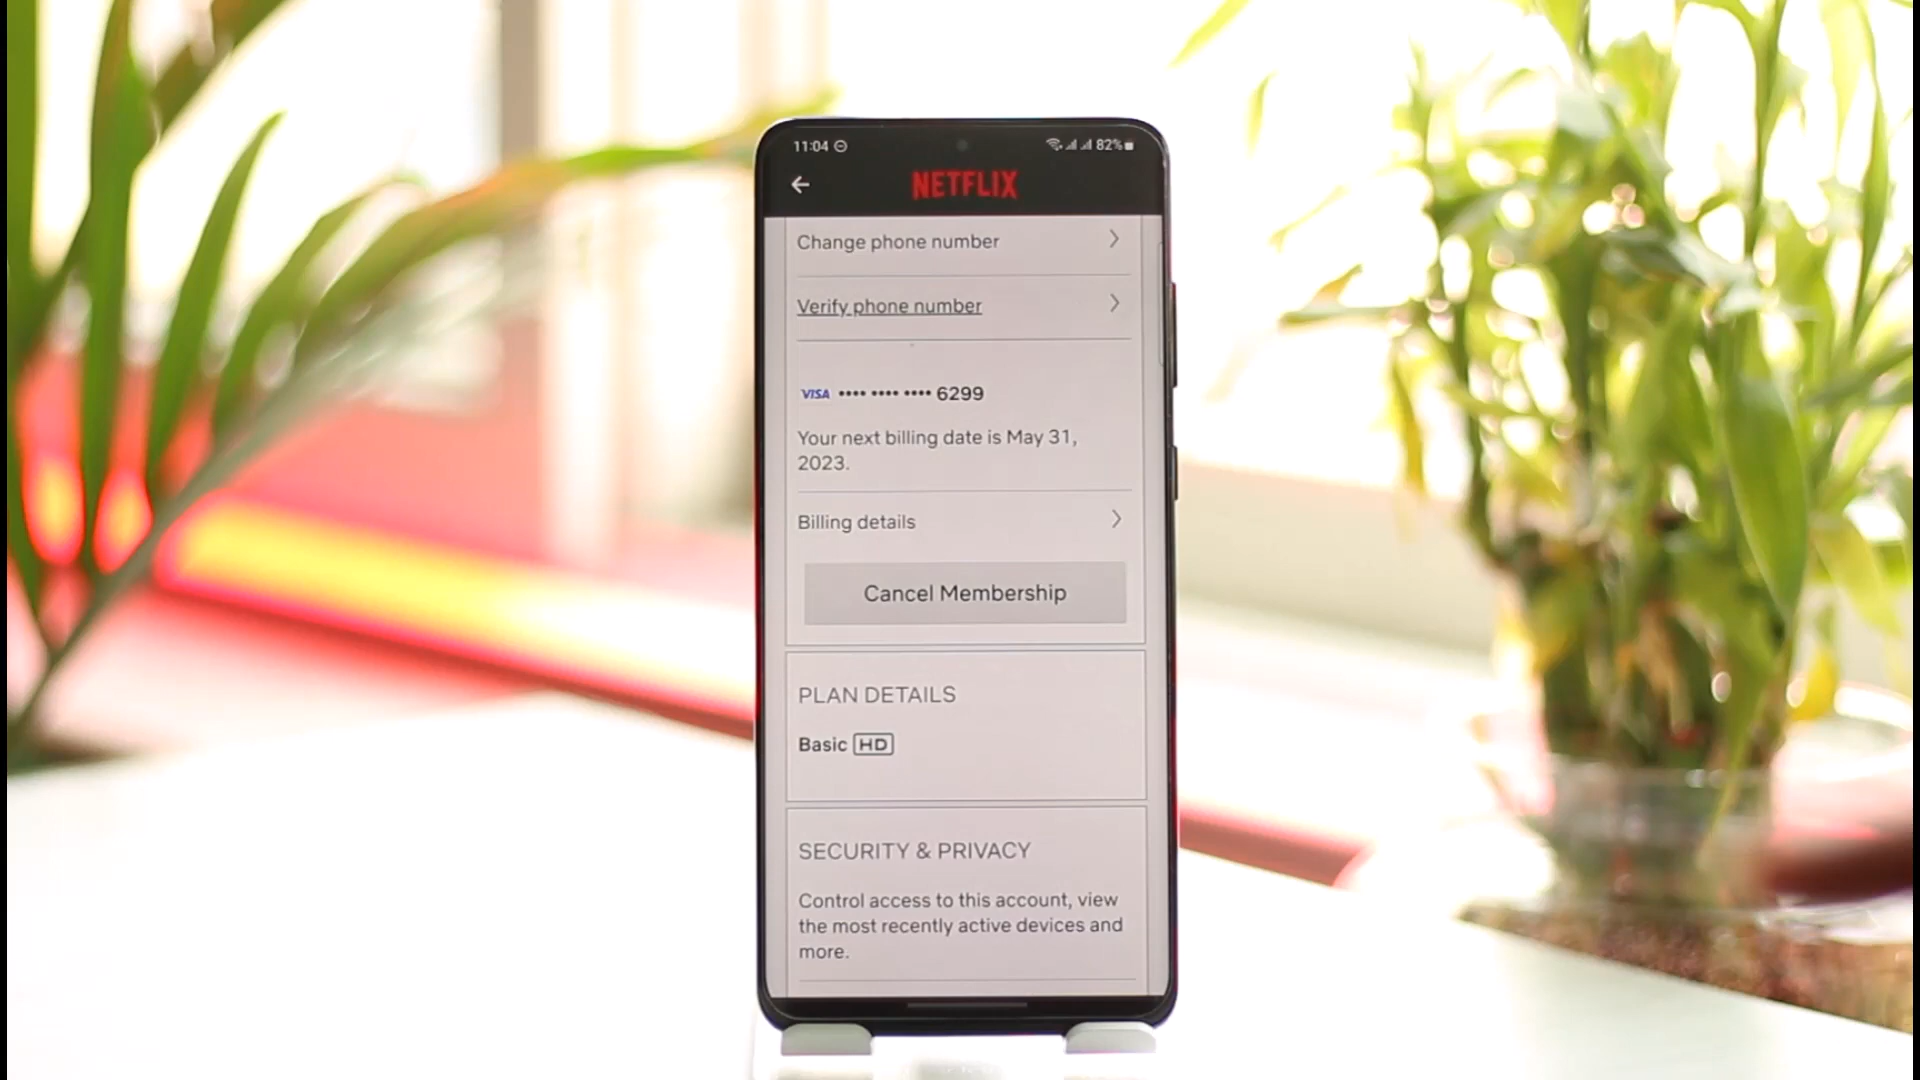 11:04 82%
NETFLIX
Change phone number
Verify phone number
VISA •••• •••• •••• 6299
Your next billing date is May 31,
2023.
Billing details
Cancel Membership
PLAN DETAILS
Basic HD
SECURITY & PRIVACY
Control access to this account, view
the most recently active devices and
more.